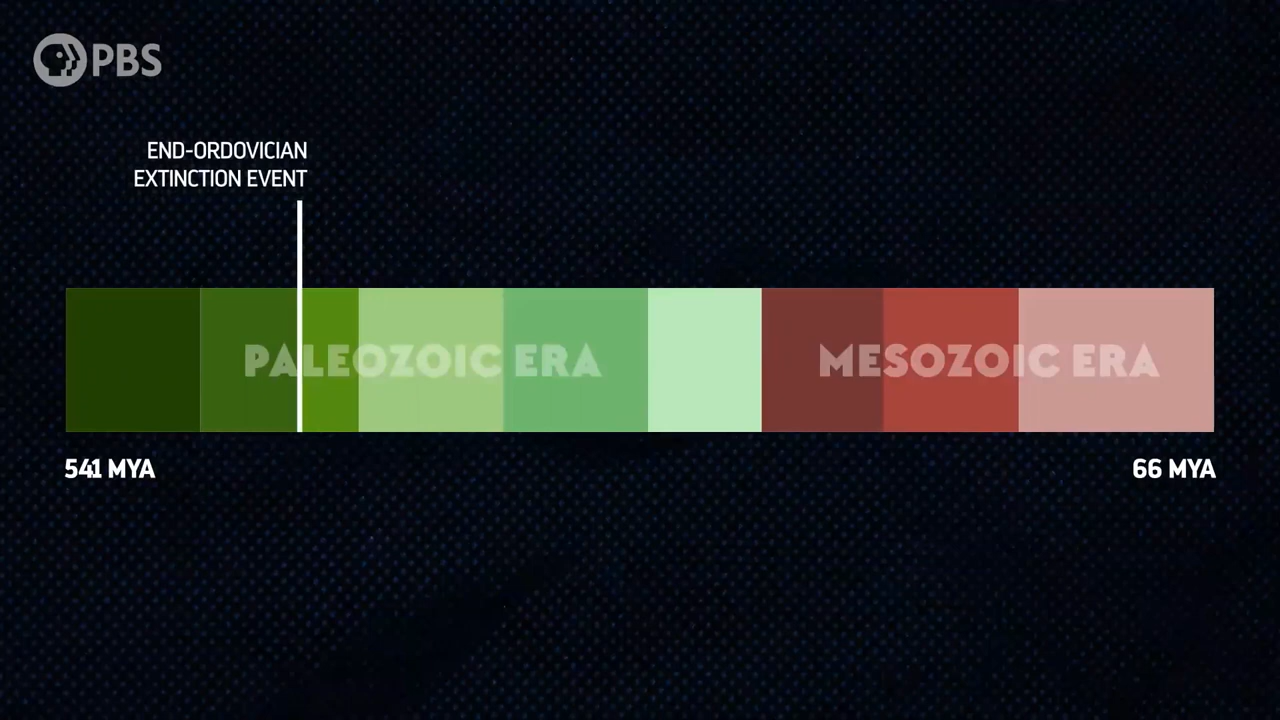 PBS
END-ORDOVICIAN
EXTINCTION EVENT
PALEOZOIC ERA
MESOZOIC ERA
541 MYA
66 MYA